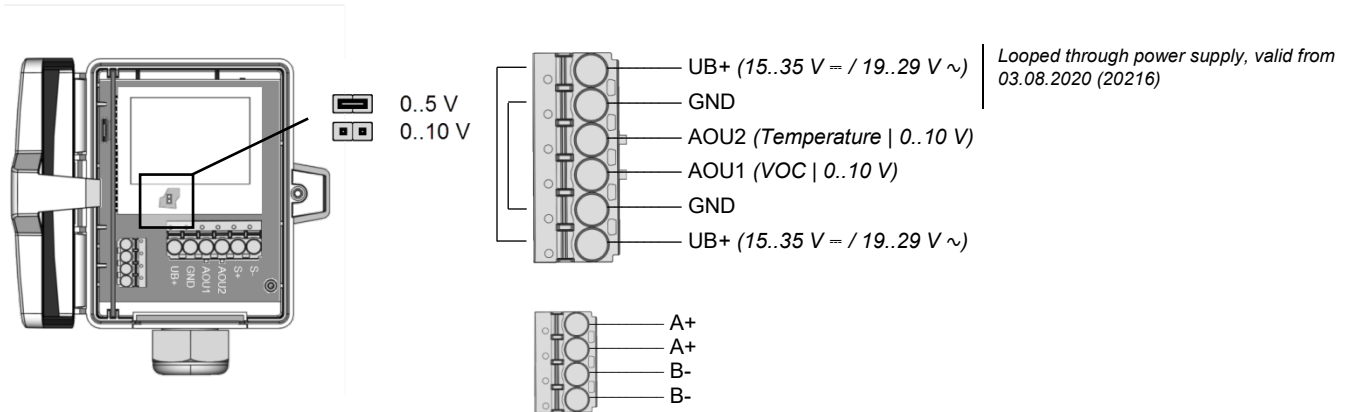 0..5 V
0..10 V
UB+ (15..35 V ⎓ / 19..29 V ∿)
GND
AOU2 (Temperature | 0..10 V)
AOU1 (VOC | 0..10 V)
GND
UB+ (15..35 V ⎓ / 19..29 V ∿)
Looped through power supply, valid from
03.08.2020 (20216)
UB+
GND
AOU1
AOU2
S+
S-
A+
A+
B-
B-